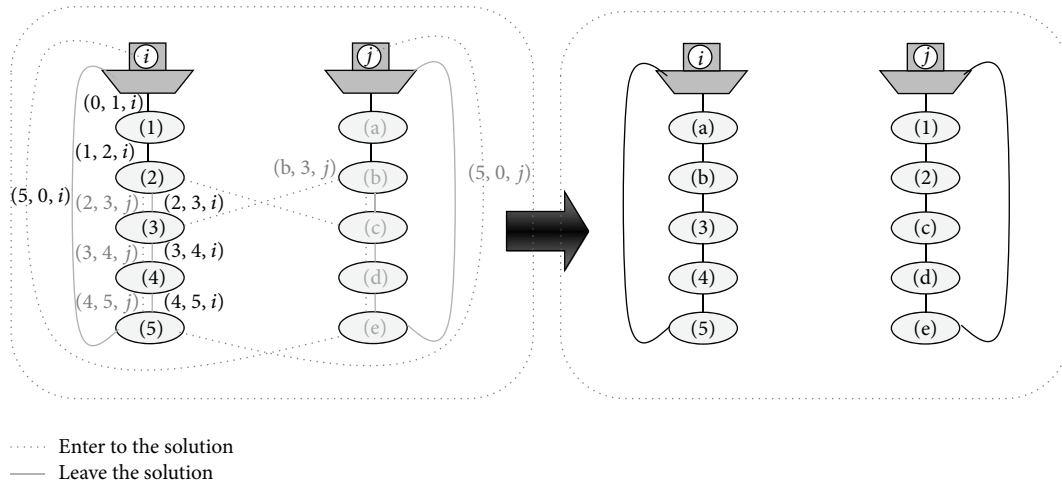 i j i j
(0, 1, i)
(1) (a) (a) (1)
(1, 2, i)
(b, 3, j) (5, 0, j)
(2) (b) (b) (2)
(5, 0, i)
(2, 3, j) (2, 3, i)
(3) (c) (3) (c)
(3, 4, j) (3, 4, i)
(4) (d) (4) (d)
(4, 5, j) (4, 5, i)
(5) (e) (5) (e)
Enter to the solution
Leave the solution